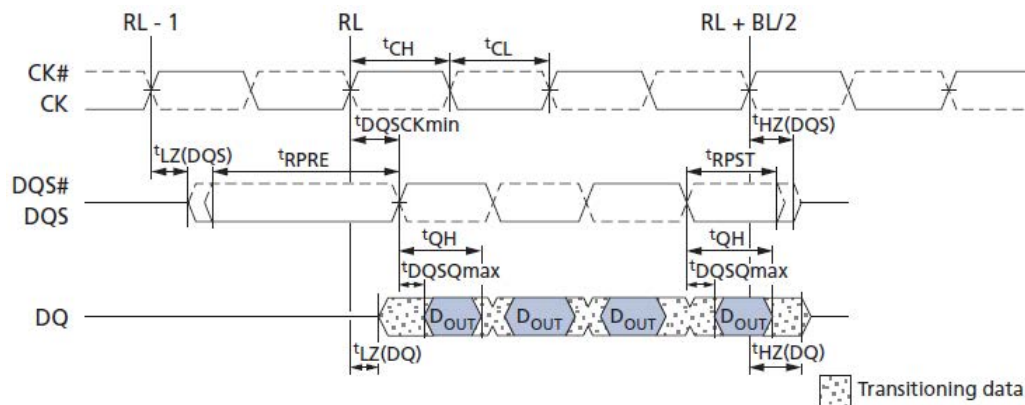 RL - 1 RL RL + BL/2
tCH tCL
CK#
CK
tDQSCKmin tHZ(DQS)
tLZ(DQS) tRPRE tRPST
DQS#
DQS
tQH tQH
tDQSQmax tDQSQmax
DQ DOUT DOUT DOUT DOUT
tLZ(DQ) tHZ(DQ)
Transitioning data